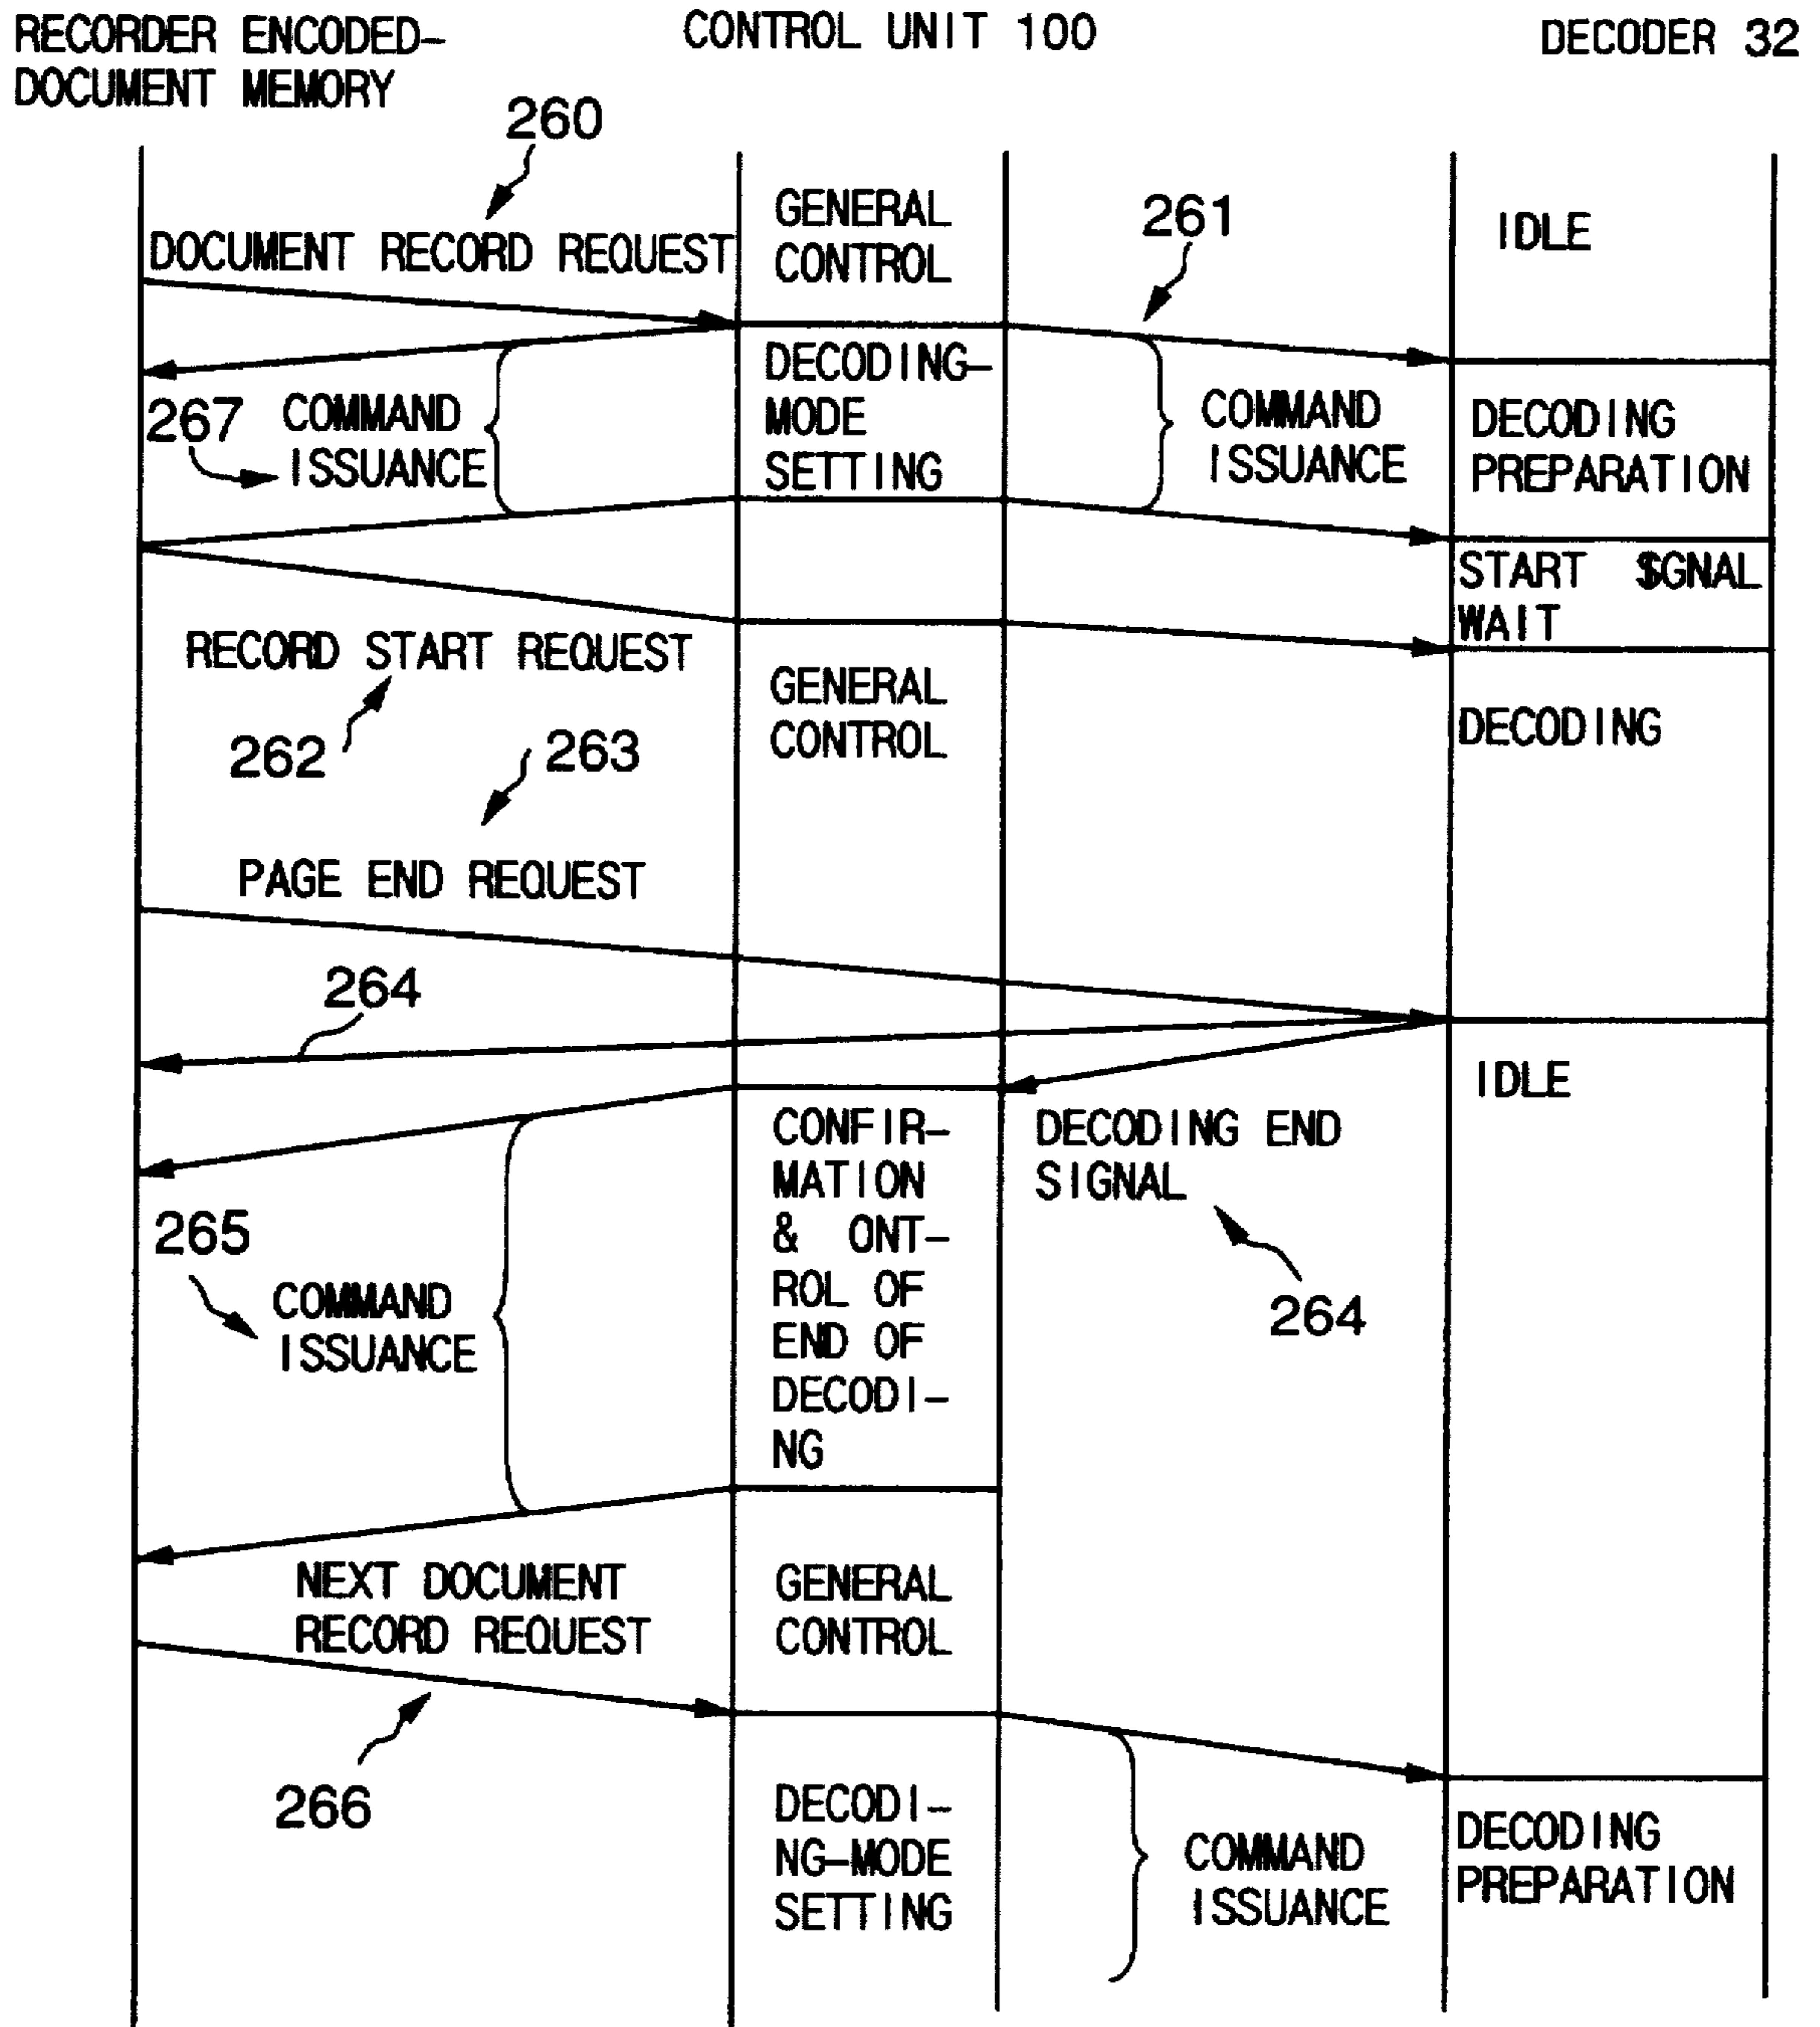 RECORDER ENCODED-
DOCUMENT MEMORY
CONTROL UNIT 100
DECODER 32
260
GENERAL
CONTROL
261
IDLE
DOCUMENT RECORD REQUEST
267
COMMAND
ISSUANCE
DECODING-
MODE
SETTING
COMMAND
ISSUANCE
DECODING
PREPARATION
START $GNAL
WAIT
RECORD START REQUEST
262
GENERAL
CONTROL
DECODING
263
PAGE END REQUEST
264
IDLE
CONFIR-
MATION
& ONT-
ROL OF
END OF
DECODI-
NG
DECODING END
SIGNAL
264
265
COMMAND
ISSUANCE
NEXT DOCUMENT
RECORD REQUEST
GENERAL
CONTROL
266
DECODI-
NG-MODE
SETTING
COMMAND
ISSUANCE
DECODING
PREPARATION